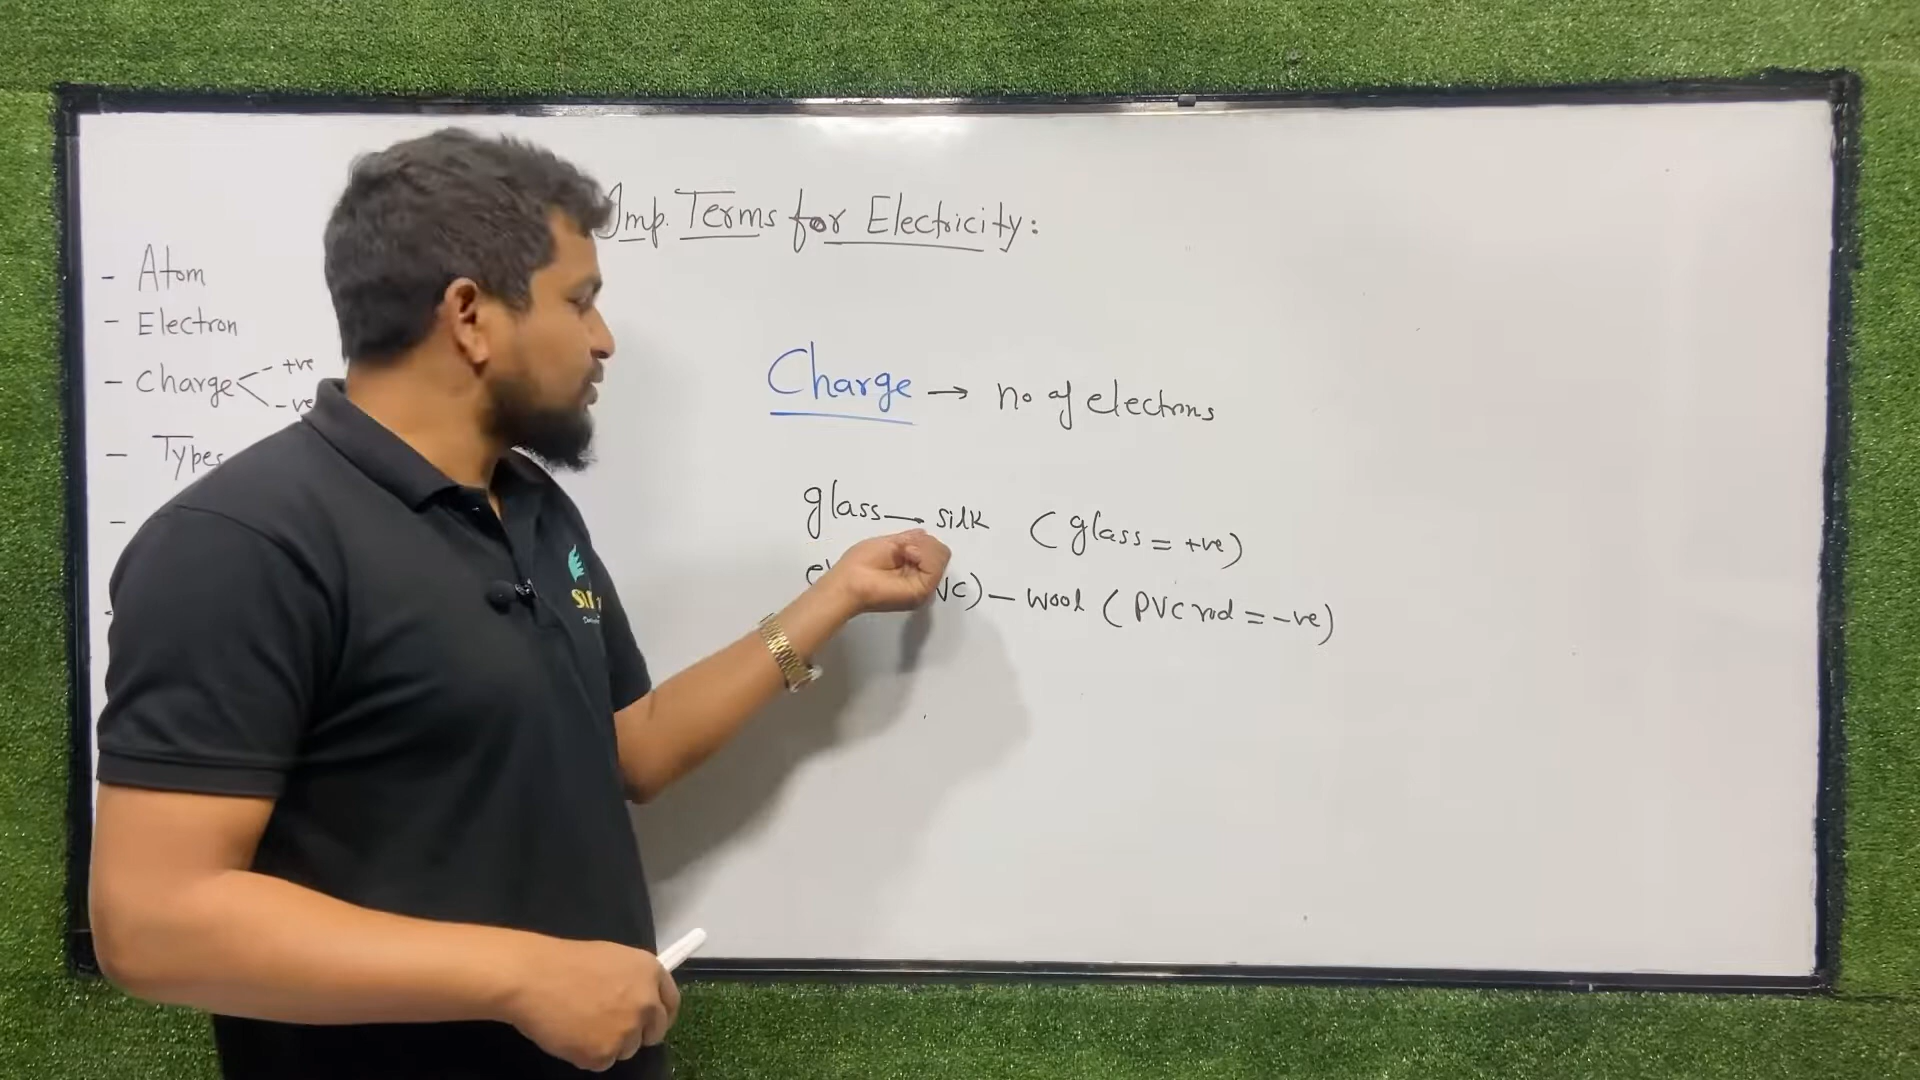 Imp. Terms for Electricity:
- Atom
- Electron
- Charge -- +ve
-ve
- Types
Charge → no of electrons
glass — silk (glass = +ve)
VC) – wool (PVC rod = -ve)